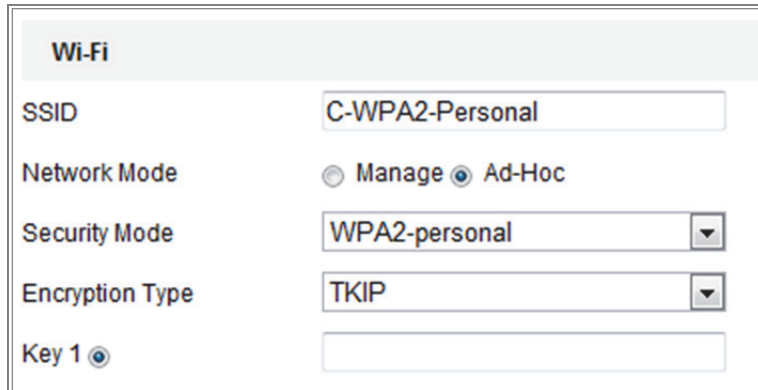 Wi-Fi
SSID C-WPA2-Personal
Network Mode Manage Ad-Hoc
Security Mode WPA2-personal
Encryption Type TKIP
Key 1